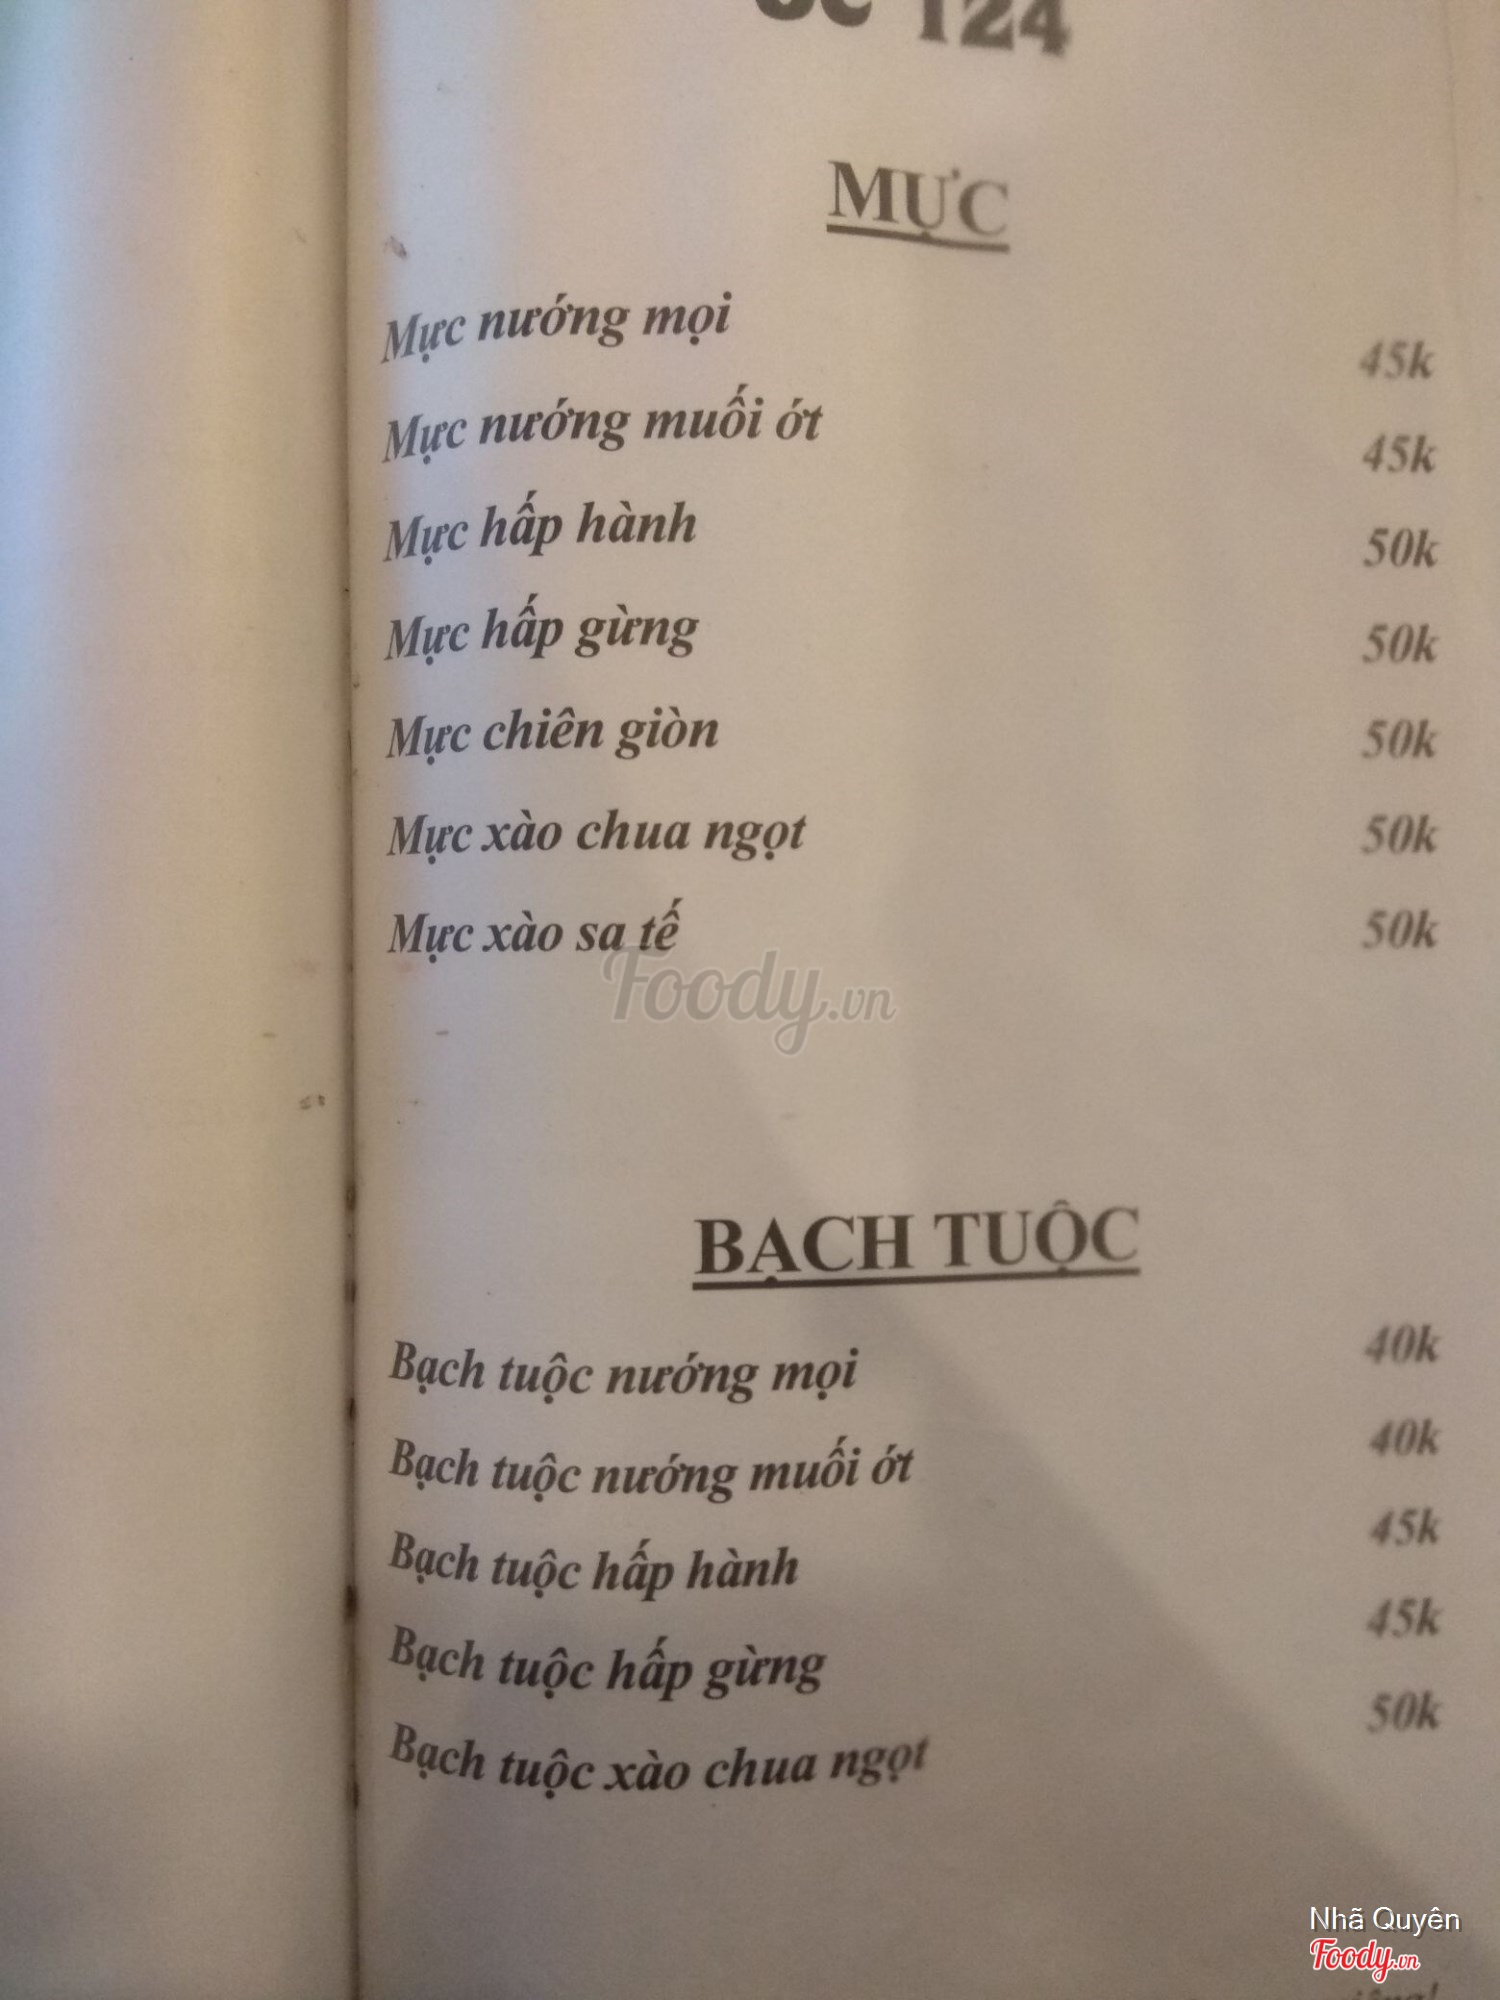 124
MỰC
Mực nướng mọi 45k
Mực nướng muối ớt 45k
Mực hấp hành 50k
Mực hấp gừng 50k
Mực chiên giòn 50k
Mực xào chua ngọt 50k
Mực xào sa tế 50k
Foody.vn
BẠCH TUỘC
Bạch tuộc nướng mọi 40k
Bạch tuộc nướng muối ớt 40k
Bạch tuộc hấp hành 45k
Bạch tuộc hấp gừng 45k
Bạch tuộc xào chua ngọt 50k
Nhã Quyên
Foody.vn